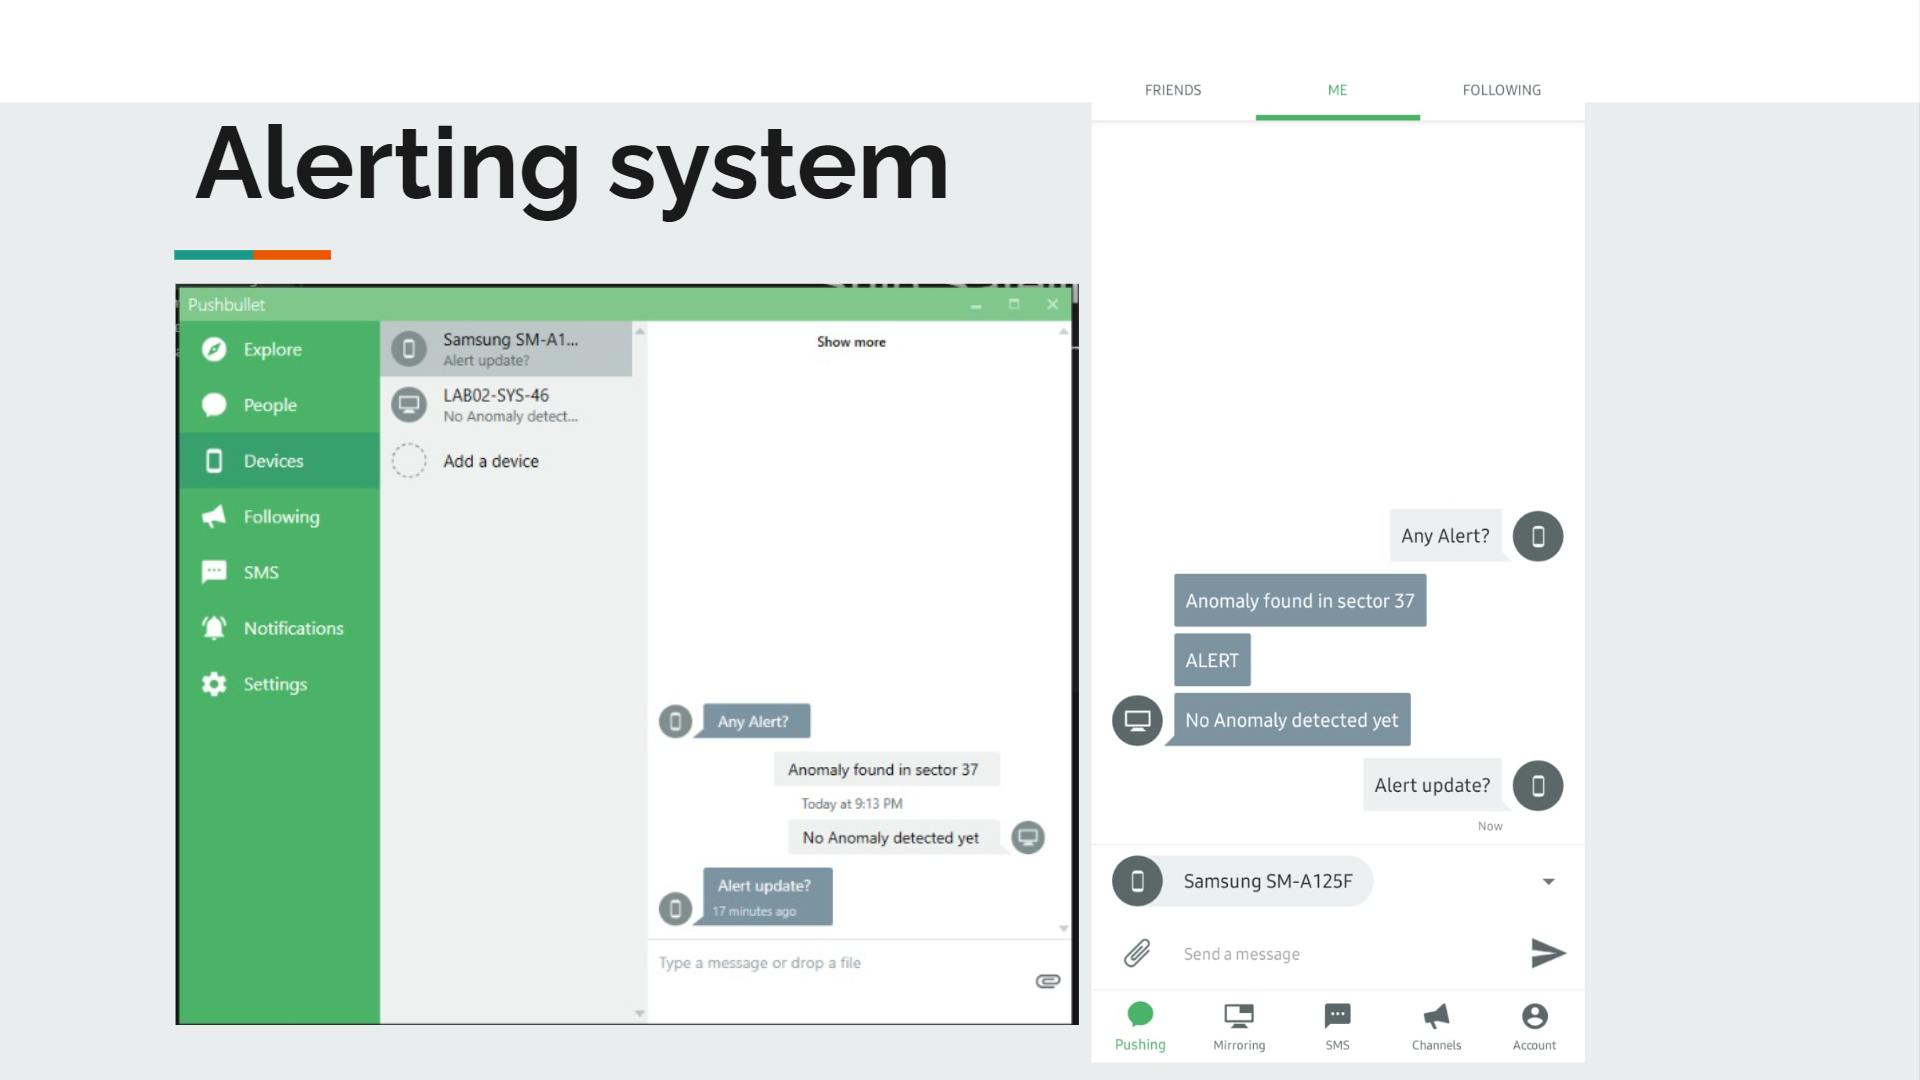 Alerting system
Pushbullet
Explore
People
Devices
Following
SMS
Notifications
Settings
Samsung SM-A1...
Alert update?
LAB02-SYS-46
No Anomaly detect...
Add a device
Show more
Any Alert?
Anomaly found in sector 37
Today at 9:13 PM
No Anomaly detected yet
Alert update?
17 minutes ago
Type a message or drop a file
FRIENDS
ME
FOLLOWING
Any Alert?
Anomaly found in sector 37
ALERT
No Anomaly detected yet
Alert update?
Now
Samsung SM-A125F
Send a message
Pushing
Mirroring
SMS
Channels
Account